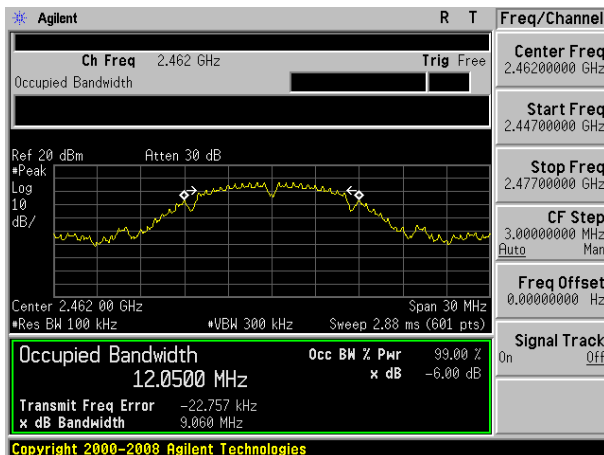 Agilent R T
Ch Freq 2.462 GHz Trig Free
Occupied Bandwidth
Ref 20 dBm Atten 30 dB
#Peak
Log
10
dB/
Center 2.462 00 GHz Span 30 MHz
#Res BW 100 kHz #VBW 300 kHz Sweep 2.88 ms (601 pts)
Occupied Bandwidth Occ BW % Pwr 99.00 %
12.0500 MHz x dB -6.00 dB
Transmit Freq Error -22.757 kHz
x dB Bandwidth 9.060 MHz
Copyright 2000-2008 Agilent Technologies
Freq/Channel
Center Freq
2.46200000 GHz
Start Freq
2.44700000 GHz
Stop Freq
2.47700000 GHz
CF Step
3.00000000 MHz
Auto Man
Freq Offset
0.00000000 Hz
Signal Track
On Off